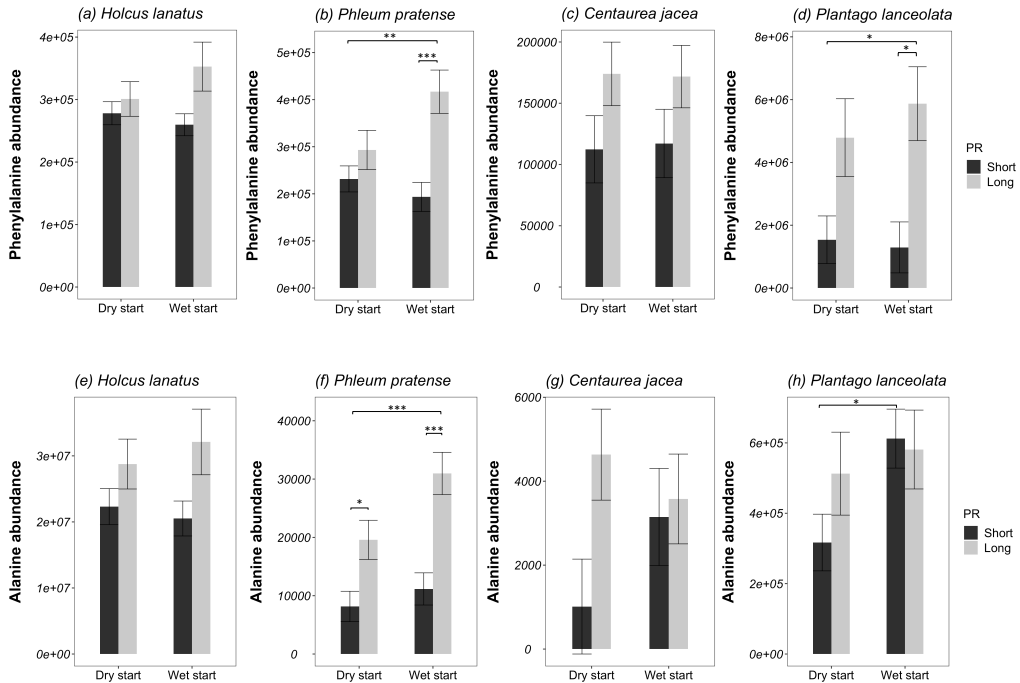 (a) Holcus lanatus
Phenylalanine abundance
4e+05
3e+05
2e+05
1e+05
0e+00
Dry start
Wet start
(b) Phleum pratense
Phenylalanine abundance
5e+05
4e+05
3e+05
2e+05
1e+05
0e+00
**
***
Dry start
Wet start
(c) Centaurea jacea
Phenylalanine abundance
200000
150000
100000
50000
0
Dry start
Wet start
(d) Plantago lanceolata
Phenylalanine abundance
8e+06
6e+06
4e+06
2e+06
0e+00
*
*
Dry start
Wet start
PR
Short
Long
(e) Holcus lanatus
Alanine abundance
3e+07
2e+07
1e+07
0e+00
Dry start
Wet start
(f) Phleum pratense
Alanine abundance
40000
30000
20000
10000
0
***
***
*
Dry start
Wet start
(g) Centaurea jacea
Alanine abundance
6000
4000
2000
0
Dry start
Wet start
(h) Plantago lanceolata
Alanine abundance
6e+05
4e+05
2e+05
0e+00
*
Dry start
Wet start
PR
Short
Long